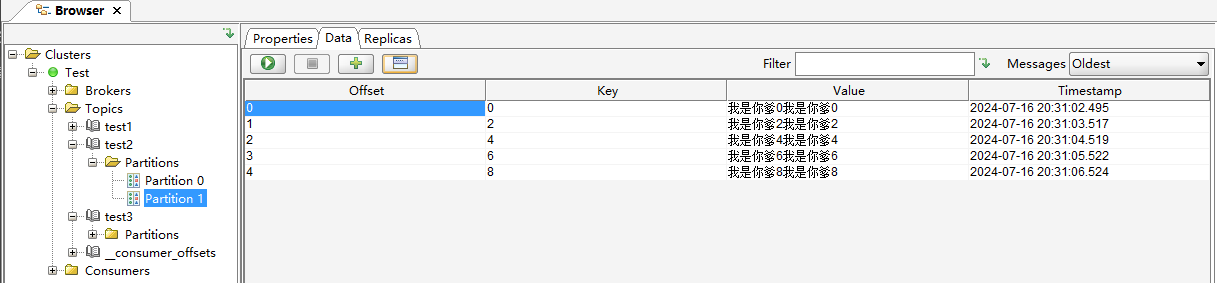 Browser
Properties Data Replicas
Filter Messages Oldest
Clusters
Test
Brokers
Topics
test1
test2
Partitions
Partition 0
Partition 1
test3
Partitions
__consumer_offsets
Consumers
Offset Key Value Timestamp
0 0 我是你爹0我是你爹0 2024-07-16 20:31:02.495
1 2 我是你爹2我是你爹2 2024-07-16 20:31:03.517
2 4 我是你爹4我是你爹4 2024-07-16 20:31:04.519
3 6 我是你爹6我是你爹6 2024-07-16 20:31:05.522
4 8 我是你爹8我是你爹8 2024-07-16 20:31:06.524